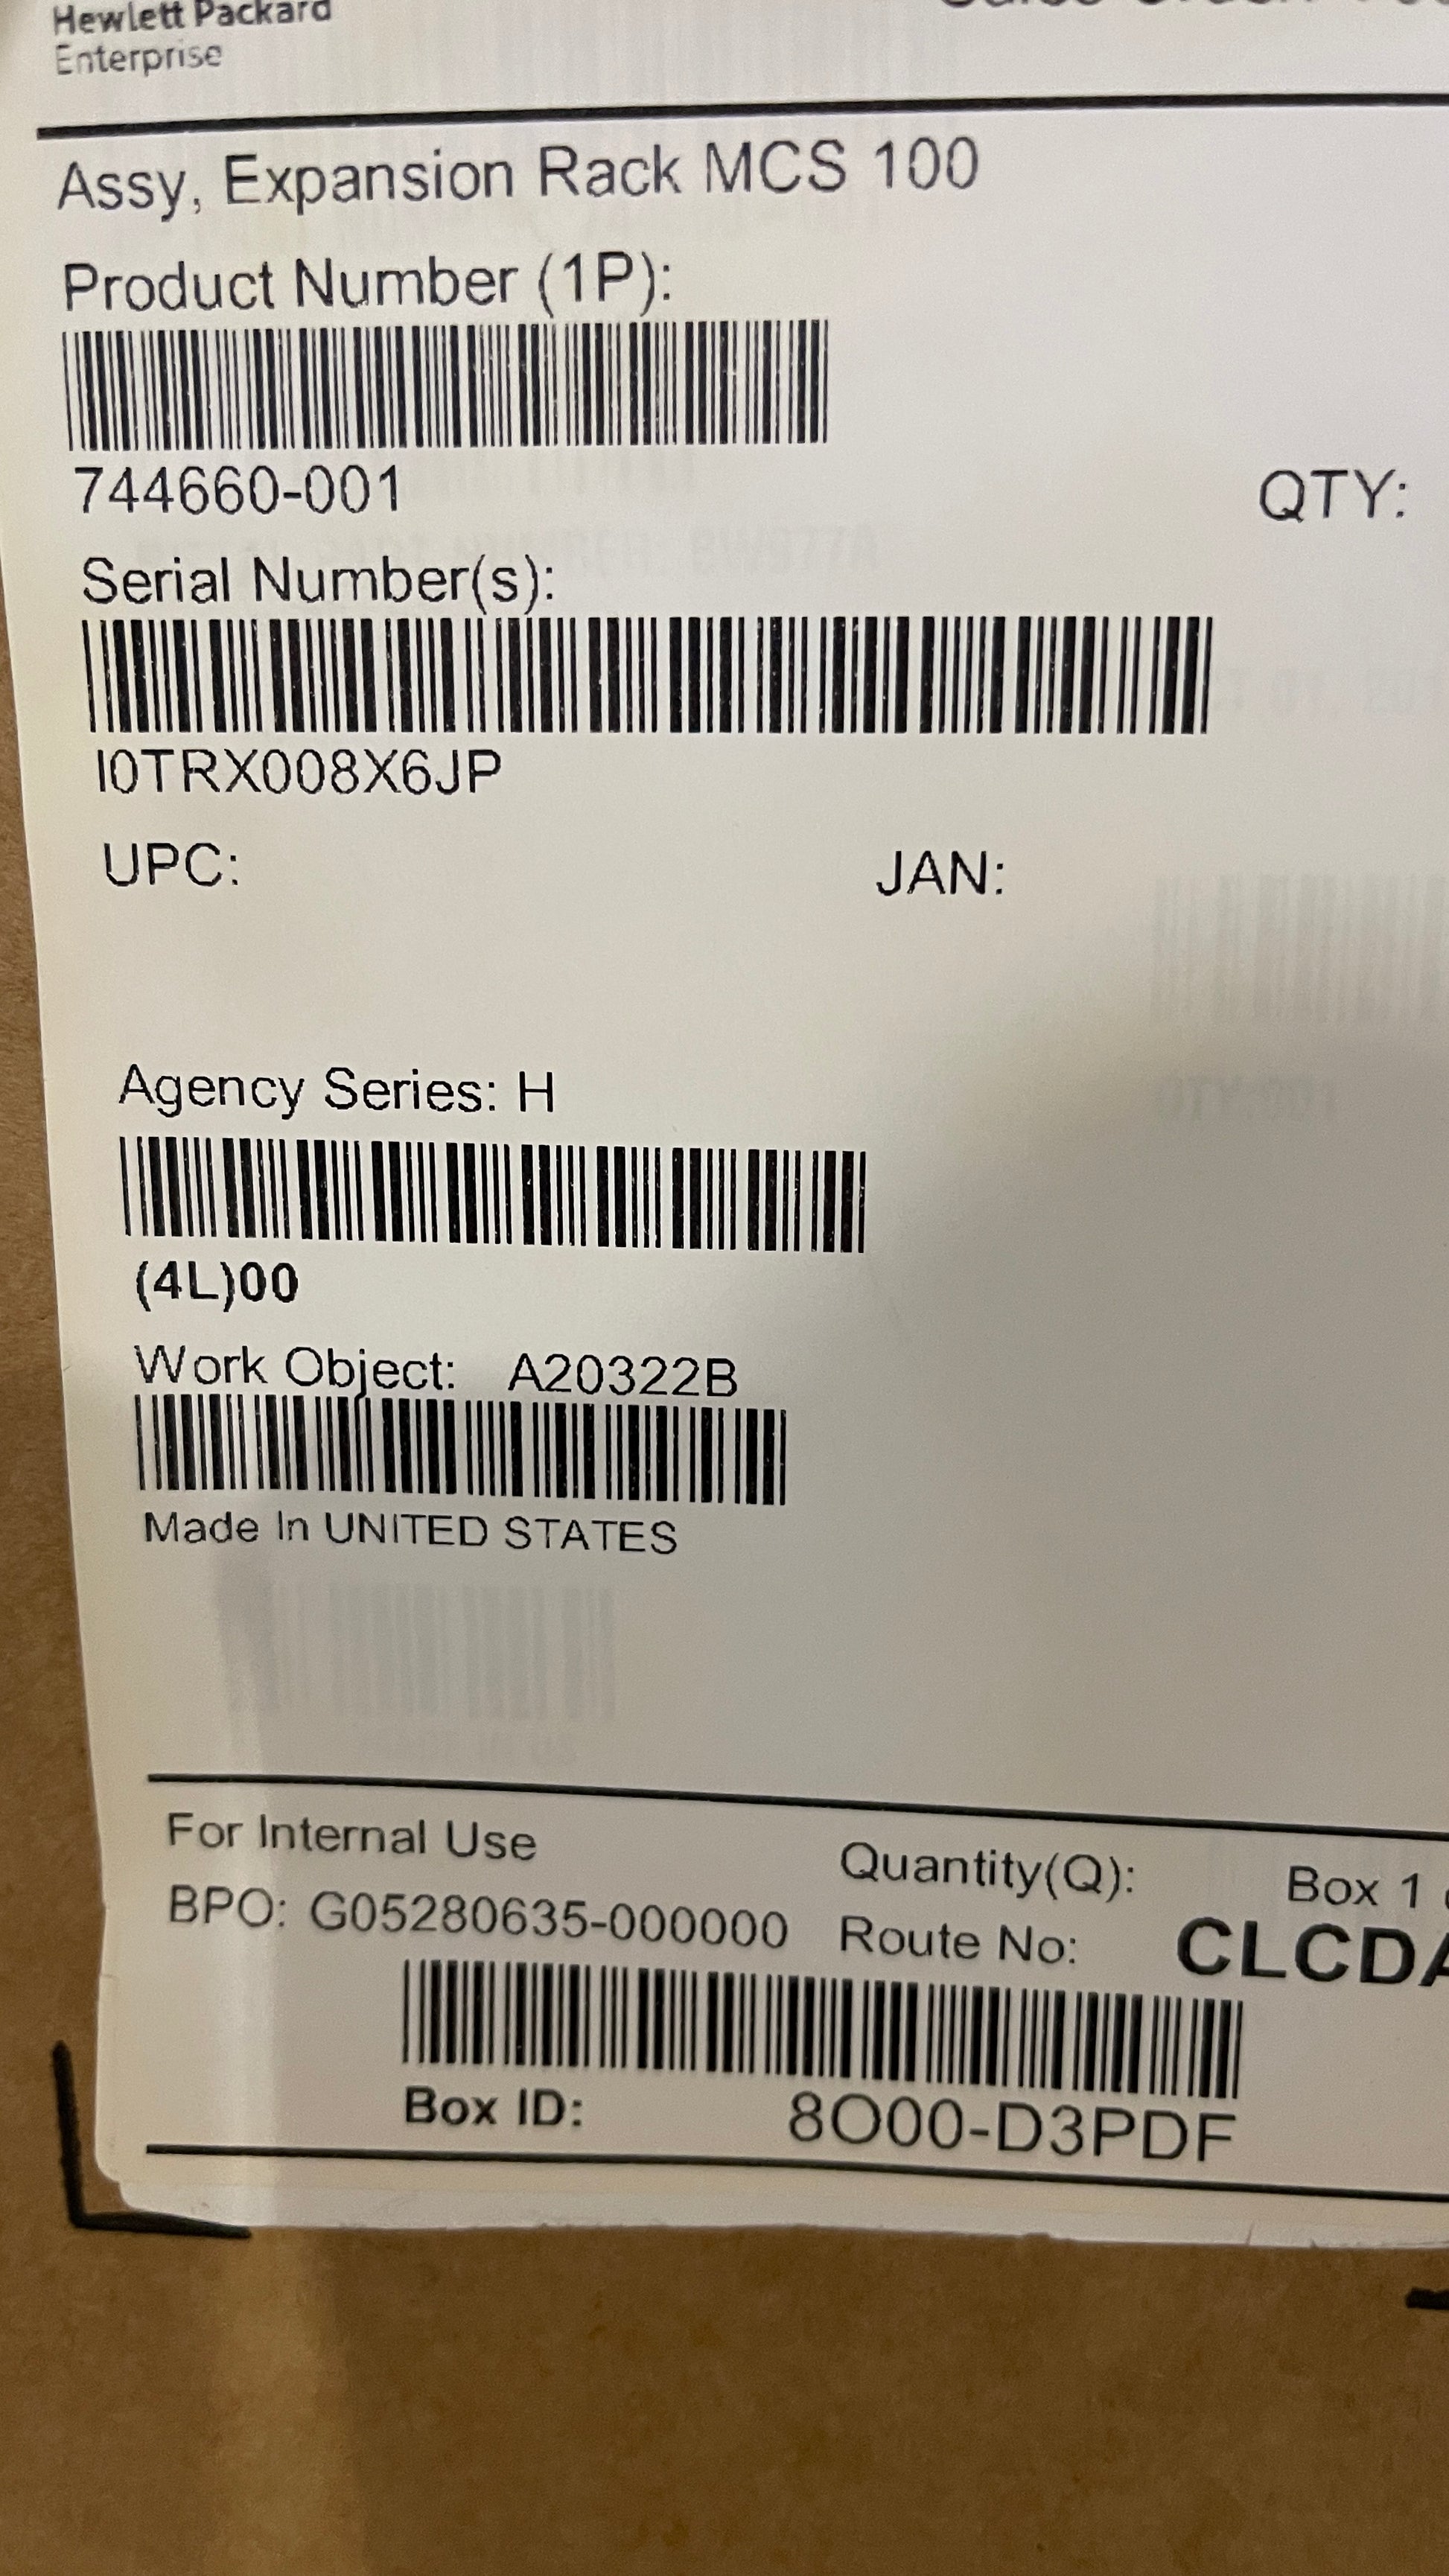 Hewlett Packard
Enterprise
Assy, Expansion Rack MCS 100
Product Number (1P):
744660-001
QTY:
Serial Number(s):
I0TRX008X6JP
UPC:
JAN:
Agency Series: H
(4L)00
Work Object: A20322B
Made In UNITED STATES
For Internal Use
Quantity(Q):
Box 1
BPO: G05280635-000000
Route No: CLCDA
Box ID: 8O00-D3PDF